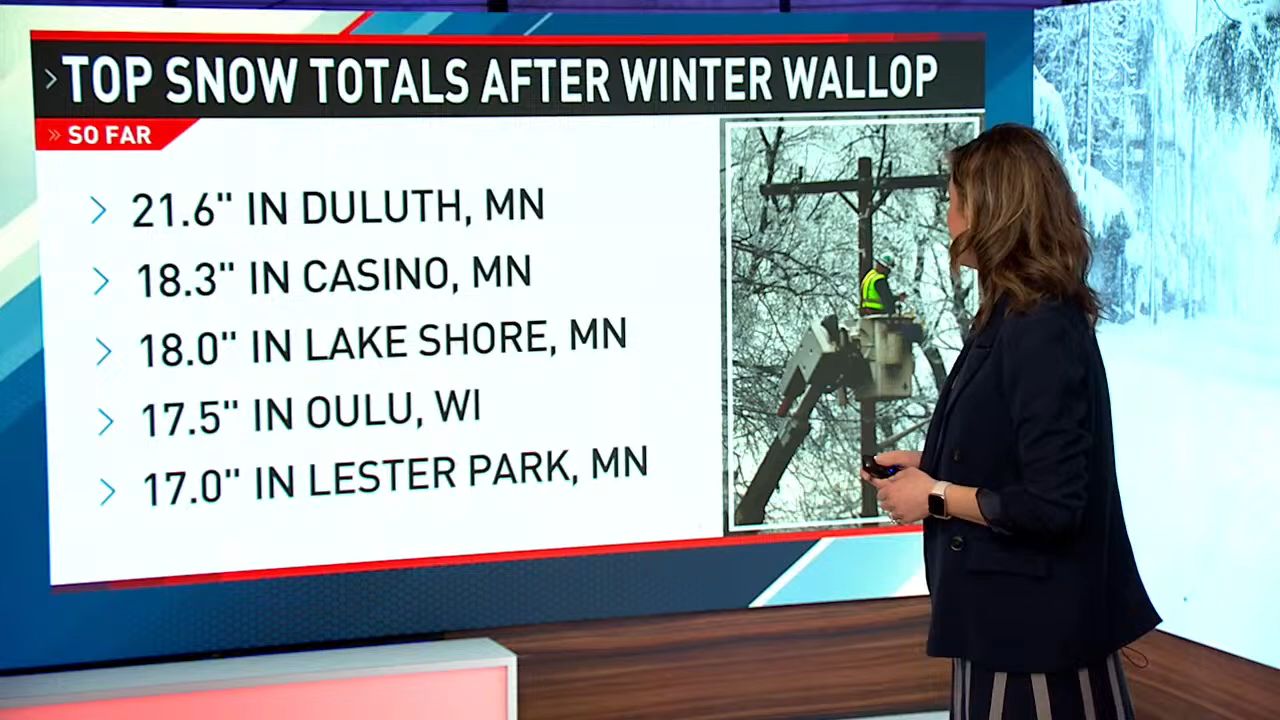 TOP SNOW TOTALS AFTER WINTER WALLOP
SO FAR
21.6" IN DULUTH, MN
18.3" IN CASINO, MN
18.0" IN LAKE SHORE, MN
17.5" IN OULU, WI
17.0" IN LESTER PARK, MN